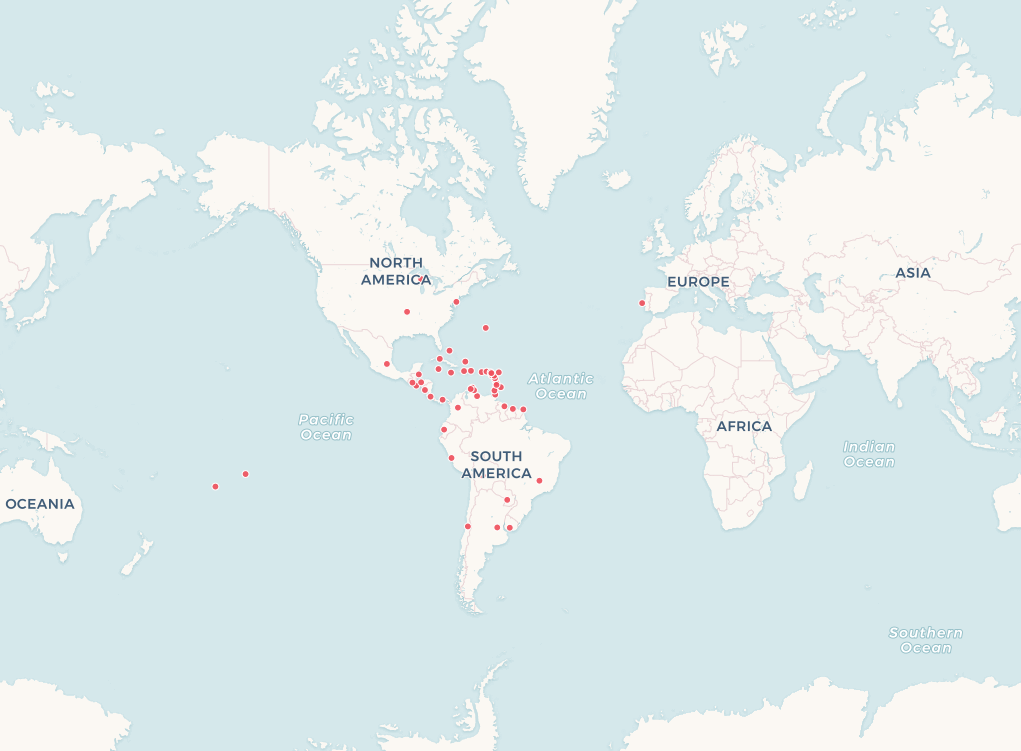 NORTH
AMERICA
EUROPE
ASIA
Atlantic
Ocean
Pacific
Ocean
AFRICA
Indian
Ocean
SOUTH
AMERICA
OCEANIA
Southern
Ocean